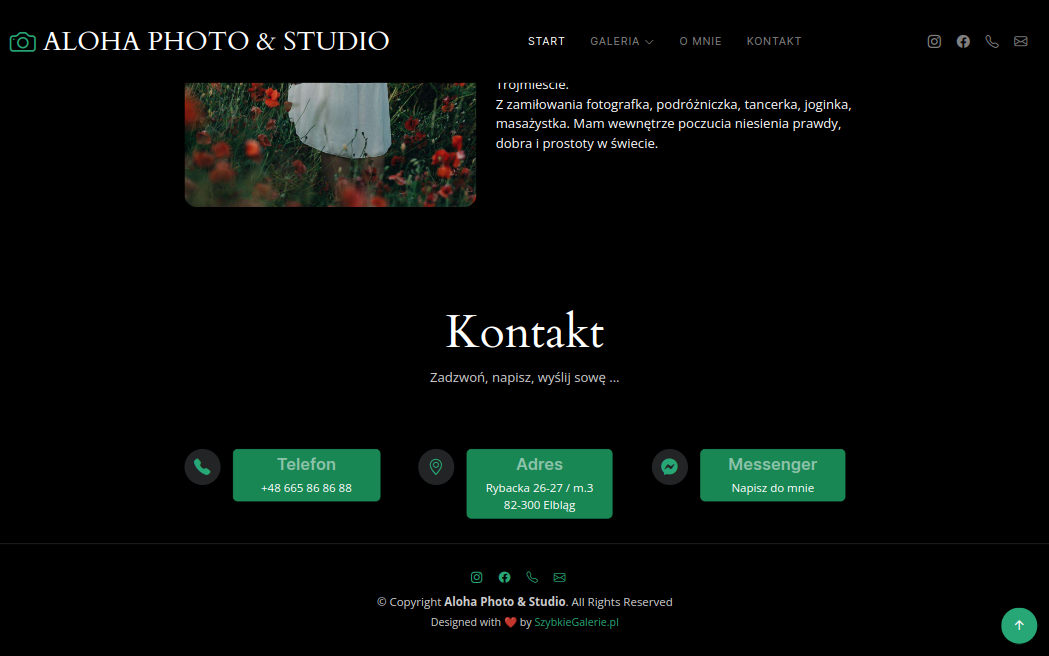 ALOHA PHOTO & STUDIO
START GALERIA O MNIE KONTAKT
Trójmieście.
Z zamiłowania fotografka, podróżniczka, tancerka, joginka,
masażystka. Mam wewnętrze poczucia niesienia prawdy,
dobra i prostoty w świecie.
Kontakt
Zadzwoń, napisz, wyślij sowę ...
Telefon
+48 665 86 86 88
Adres
Rybacka 26-27 / m.3
82-300 Elbląg
Messenger
Napisz do mnie
© Copyright Aloha Photo & Studio. All Rights Reserved
Designed with ❤️ by SzybkieGalerie.pl